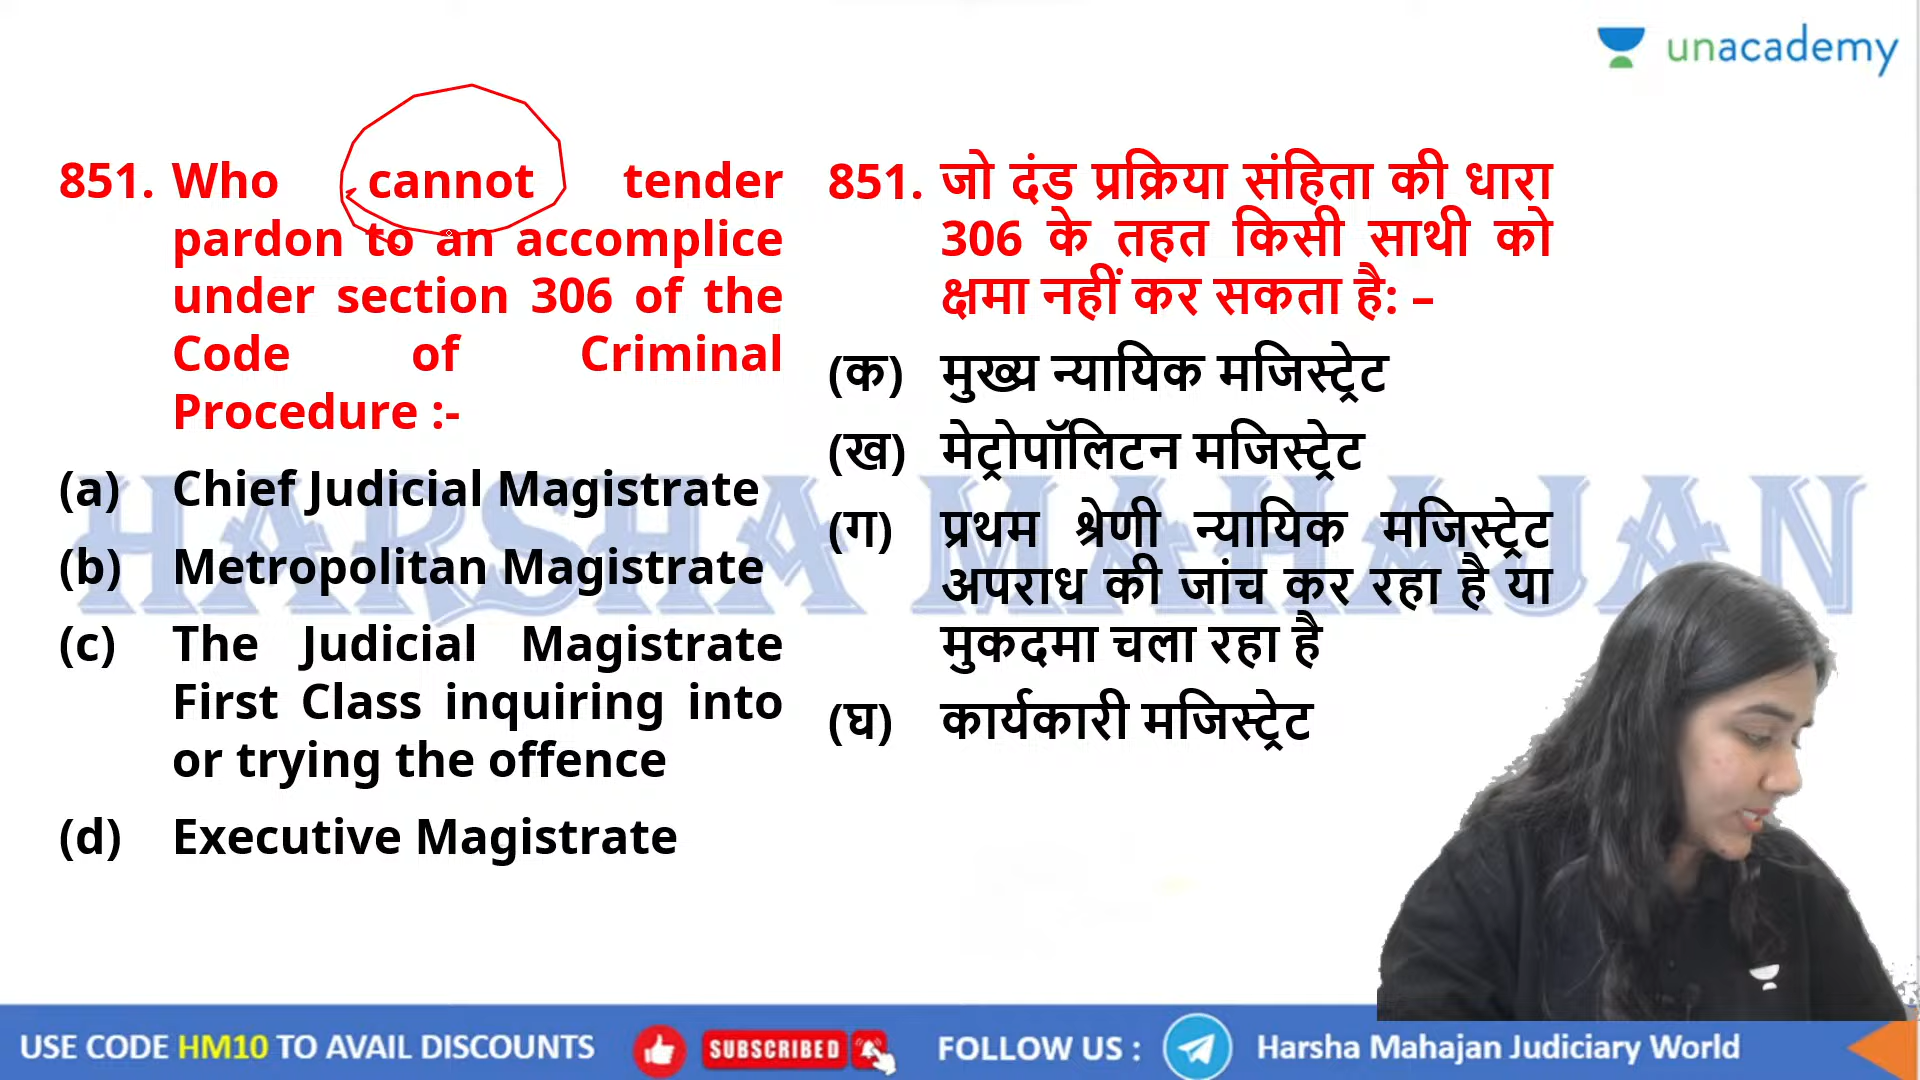 unacademy
851. Who cannot tender
pardon to an accomplice
under section 306 of the
Code of Criminal
Procedure :-
(a) Chief Judicial Magistrate
(b) Metropolitan Magistrate
(c) The Judicial Magistrate
First Class inquiring into
or trying the offence
(d) Executive Magistrate
851. जो दंड प्रक्रिया संहिता की धारा
306 के तहत किसी साथी को
क्षमा नहीं कर सकता है: –
(क) मुख्य न्यायिक मजिस्ट्रेट
(ख) मेट्रोपॉलिटन मजिस्ट्रेट
(ग) प्रथम श्रेणी न्यायिक मजिस्ट्रेट
अपराध की जांच कर रहा है या
मुकदमा चला रहा है
(घ) कार्यकारी मजिस्ट्रेट
HARSHA MAHAJAN
USE CODE HM10 TO AVAIL DISCOUNTS
SUBSCRIBED
FOLLOW US :
Harsha Mahajan Judiciary World